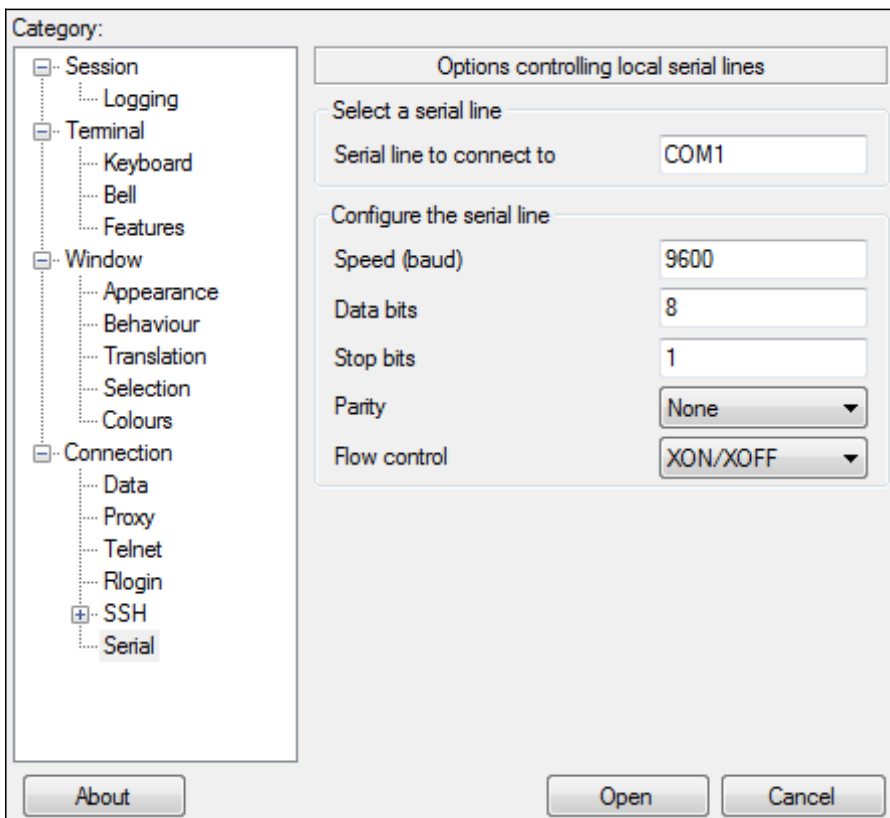 Category:
Session
Logging
Terminal
Keyboard
Bell
Features
Window
Appearance
Behaviour
Translation
Selection
Colours
Connection
Data
Proxy
Telnet
Rlogin
SSH
Serial
Options controlling local serial lines
Select a serial line
Serial line to connect to COM1
Configure the serial line
Speed (baud) 9600
Data bits 8
Stop bits 1
Parity None
Flow control XON/XOFF
About Open Cancel